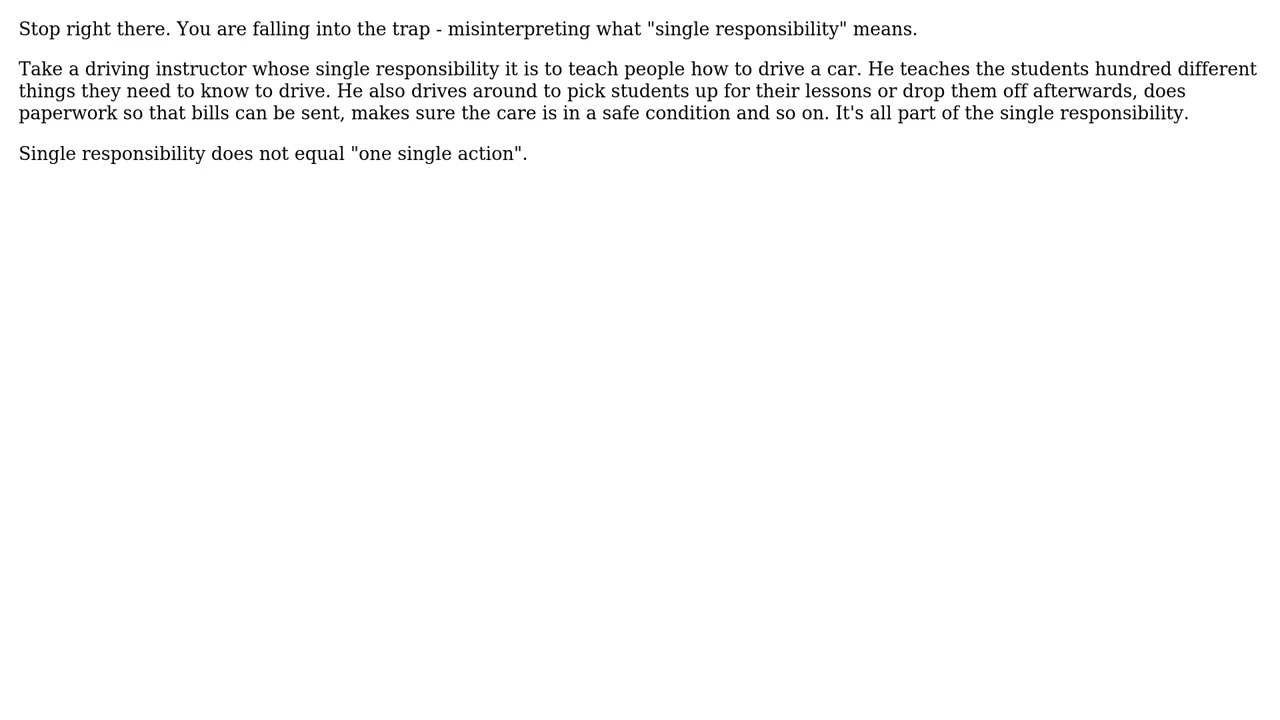 Stop right there. You are falling into the trap - misinterpreting what "single responsibility" means.
Take a driving instructor whose single responsibility it is to teach people how to drive a car. He teaches the students hundred different
things they need to know to drive. He also drives around to pick students up for their lessons or drop them off afterwards, does
paperwork so that bills can be sent, makes sure the care is in a safe condition and so on. It's all part of the single responsibility.
Single responsibility does not equal "one single action".